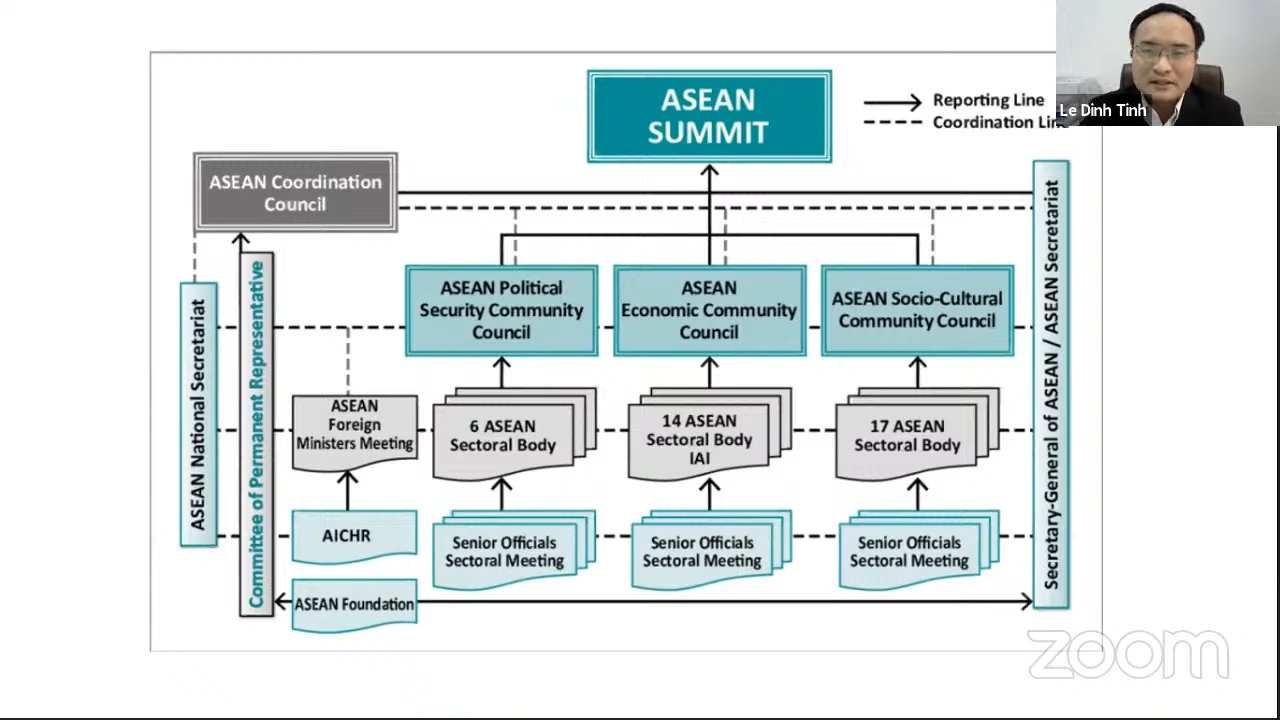 ASEAN
SUMMIT
Reporting Line
Coordination Line
Le Dinh Tinh
ASEAN Coordination
Council
ASEAN National Secretariat
Committee of Permanent Representative
ASEAN Political
Security Community
Council
ASEAN
Economic Community
Council
ASEAN Socio-Cultural
Community Council
Secretary-General of ASEAN / ASEAN Secretariat
ASEAN
Foreign
Ministers Meeting
6 ASEAN
Sectoral Body
14 ASEAN
Sectoral Body
IAI
17 ASEAN
Sectoral Body
AICHR
Senior Officials
Sectoral Meeting
Senior Officials
Sectoral Meeting
Senior Officials
Sectoral Meeting
ASEAN Foundation
zoom